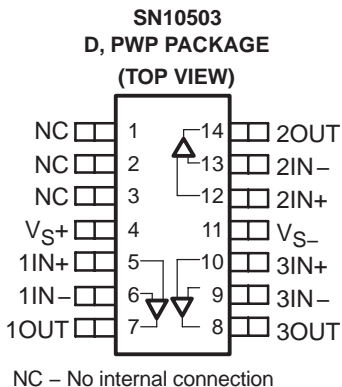 SN10503
D, PWP PACKAGE
(TOP VIEW)
NC 1 14 2OUT
NC 2 13 2IN−
NC 3 12 2IN+
VS+ 4 11 VS−
1IN+ 5 10 3IN+
1IN− 6 9 3IN−
1OUT 7 8 3OUT
NC − No internal connection